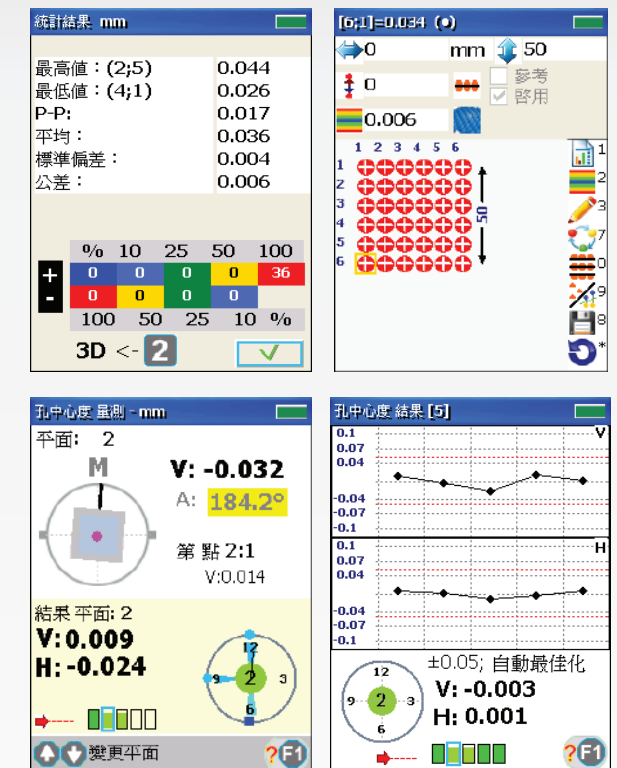 統計結果 mm
最高値：(2;5) 0.044
最低値：(4;1) 0.026
P-P: 0.017
平均： 0.036
標準偏差： 0.004
公差： 0.006
% 10 25 50 100
+ 0 0 0 0 36
- 0 0 0 0
100 50 25 10 %
3D <- 2
[6;1]=0.034 (●)
0 mm 50
0 參考
啓用
0.006
1 2 3 4 5 6
1
2
3
4
5
6
50
1
2
3
7
0
9
8
*
孔中心度 量測 - mm
平面: 2
M
V: -0.032
A: 184.2°
第 點 2:1
V:0.014
結果 平面: 2
V:0.009
H: -0.024
12
9 2 3
6
變更平面
?F1
孔中心度 結果 [5]
0.1 V
0.07
0.04
-0.04
-0.07
-0.1
0.1 H
0.07
0.04
-0.04
-0.07
-0.1
±0.05; 自動最佳化
12
9 2 3
6
V: -0.003
H: 0.001
?F1